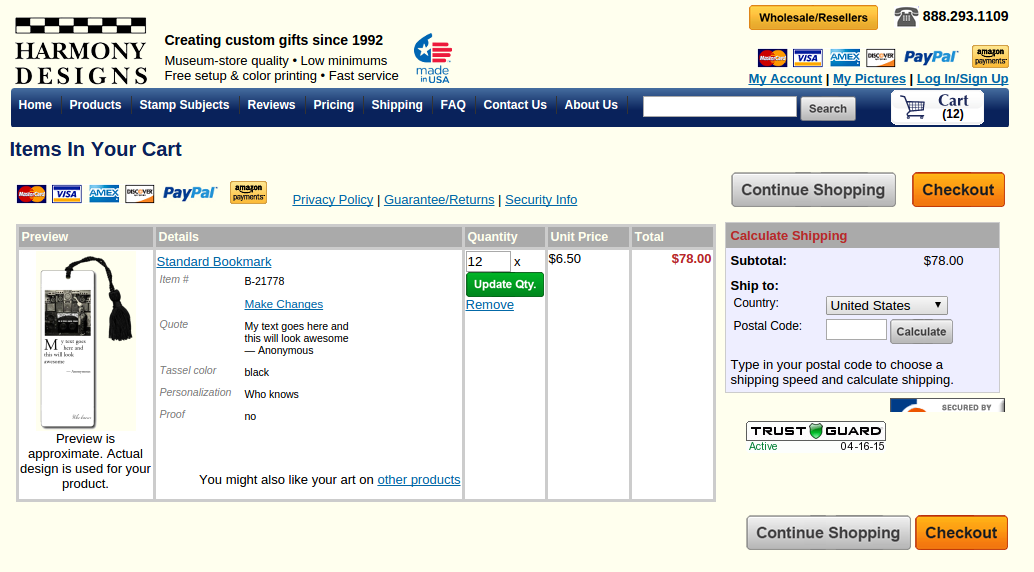 Wholesale/Resellers
888.293.1109
HARMONY
DESIGNS
Creating custom gifts since 1992
Museum-store quality • Low minimums
Free setup & color printing • Fast service
made
in USA
MasterCard VISA AMEX DISCOVER PayPal amazon payments
My Account | My Pictures | Log In/Sign Up
Home Products Stamp Subjects Reviews Pricing Shipping FAQ Contact Us About Us Search
Cart
(12)
Items In Your Cart
MasterCard VISA AMEX DISCOVER PayPal amazon payments
Privacy Policy | Guarantee/Returns | Security Info
Continue Shopping Checkout
Preview Details Quantity Unit Price Total
My text goes here and this will look awesome
— Anonymous
Who knows
Preview is
approximate. Actual
design is used for your
product.
Standard Bookmark
Item # B-21778
Make Changes
Quote My text goes here and
this will look awesome
— Anonymous
Tassel color black
Personalization Who knows
Proof no
You might also like your art on other products
12 x
Update Qty.
Remove
$6.50
$78.00
Calculate Shipping
Subtotal: $78.00
Ship to:
Country: United States
Postal Code: Calculate
Type in your postal code to choose a
shipping speed and calculate shipping.
SECURED BY
TRUST GUARD
Active 04-16-15
Continue Shopping Checkout